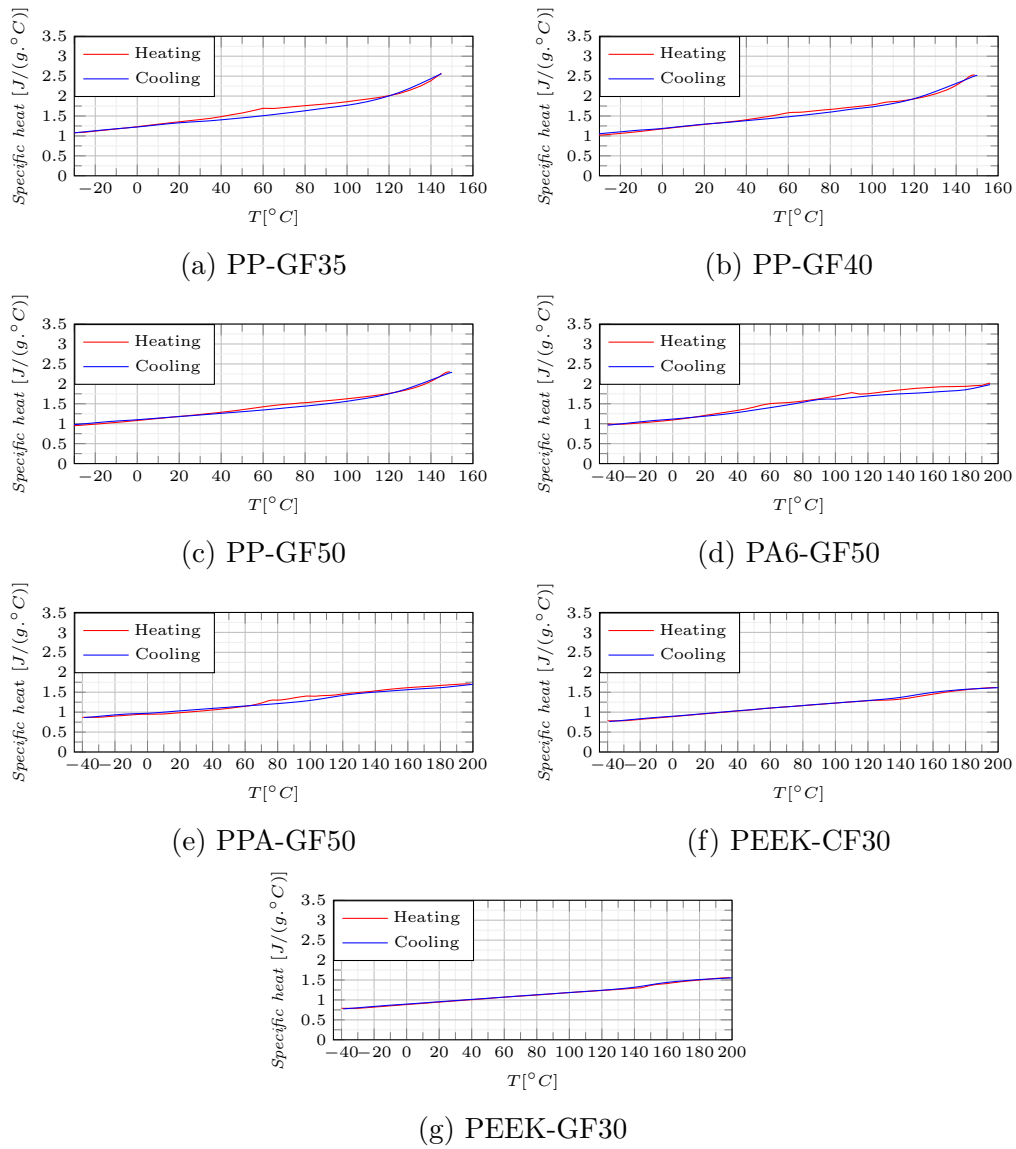 Specific heat [J/(g.°C)]
3.5
3
2.5
2
1.5
1
0.5
0
Heating
Cooling
−20 0 20 40 60 80 100 120 140 160
T[°C]
(a) PP-GF35
Specific heat [J/(g.°C)]
3.5
3
2.5
2
1.5
1
0.5
0
Heating
Cooling
−20 0 20 40 60 80 100 120 140 160
T[°C]
(b) PP-GF40
Specific heat [J/(g.°C)]
3.5
3
2.5
2
1.5
1
0.5
0
Heating
Cooling
−20 0 20 40 60 80 100 120 140 160
T[°C]
(c) PP-GF50
Specific heat [J/(g.°C)]
3.5
3
2.5
2
1.5
1
0.5
0
Heating
Cooling
−40 −20 0 20 40 60 80 100 120 140 160 180 200
T[°C]
(d) PA6-GF50
Specific heat [J/(g.°C)]
3.5
3
2.5
2
1.5
1
0.5
0
Heating
Cooling
−40 −20 0 20 40 60 80 100 120 140 160 180 200
T[°C]
(e) PPA-GF50
Specific heat [J/(g.°C)]
3.5
3
2.5
2
1.5
1
0.5
0
Heating
Cooling
−40 −20 0 20 40 60 80 100 120 140 160 180 200
T[°C]
(f) PEEK-CF30
Specific heat [J/(g.°C)]
3.5
3
2.5
2
1.5
1
0.5
0
Heating
Cooling
−40 −20 0 20 40 60 80 100 120 140 160 180 200
T[°C]
(g) PEEK-GF30